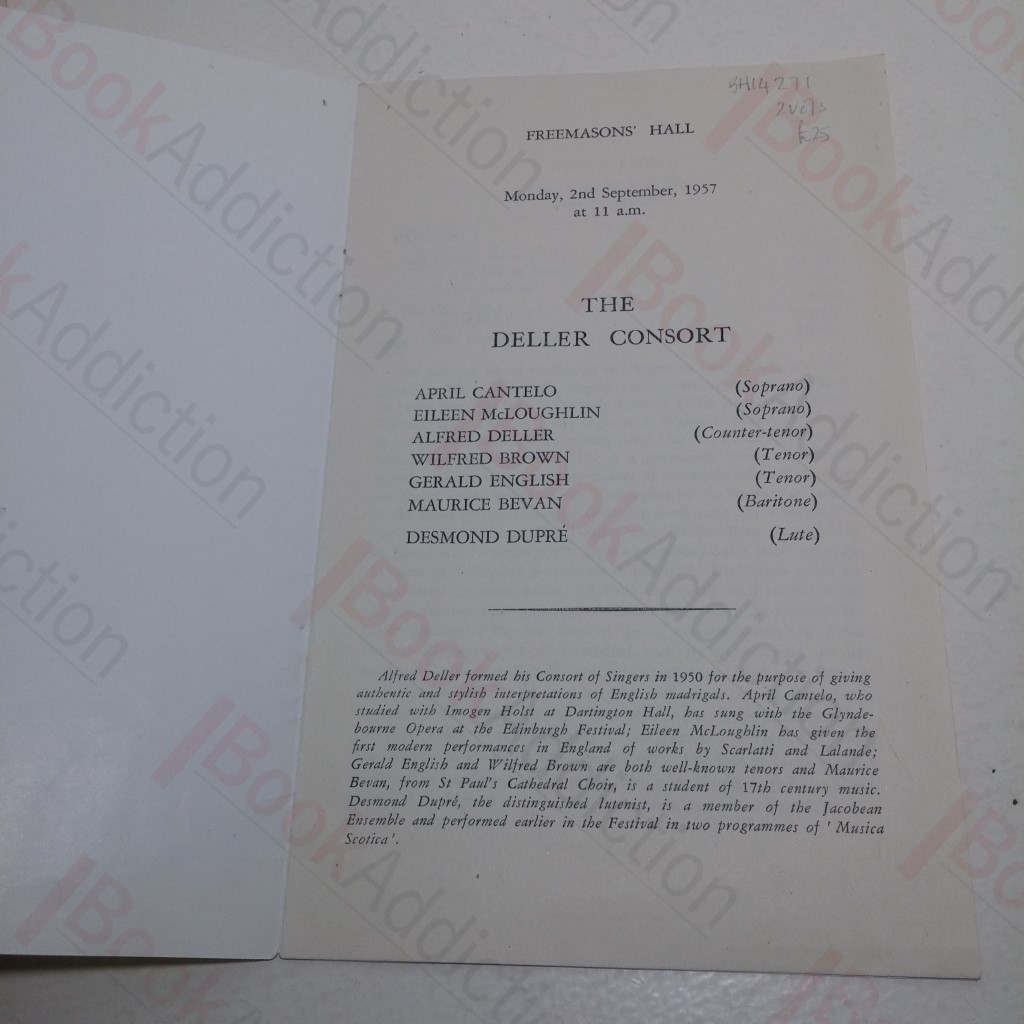 8H14271
2vols
£25
FREEMASONS' HALL
Monday, 2nd September, 1957
at 11 a.m.
THE
DELLER CONSORT
APRIL CANTELO (Soprano)
EILEEN McLOUGHLIN (Soprano)
ALFRED DELLER (Counter-tenor)
WILFRED BROWN (Tenor)
GERALD ENGLISH (Tenor)
MAURICE BEVAN (Baritone)
DESMOND DUPRÉ (Lute)
Alfred Deller formed his Consort of Singers in 1950 for the purpose of giving
authentic and stylish interpretations of English madrigals. April Cantelo, who
studied with Imogen Holst at Dartington Hall, has sung with the Glynde-
bourne Opera at the Edinburgh Festival; Eileen McLoughlin has given the
first modern performances in England of works by Scarlatti and Lalande;
Gerald English and Wilfred Brown are both well-known tenors and Maurice
Bevan, from St Paul's Cathedral Choir, is a student of 17th century music.
Desmond Dupré, the distinguished lutenist, is a member of the Jacobean
Ensemble and performed earlier in the Festival in two programmes of ' Musica
Scotica '.
BookAddiction